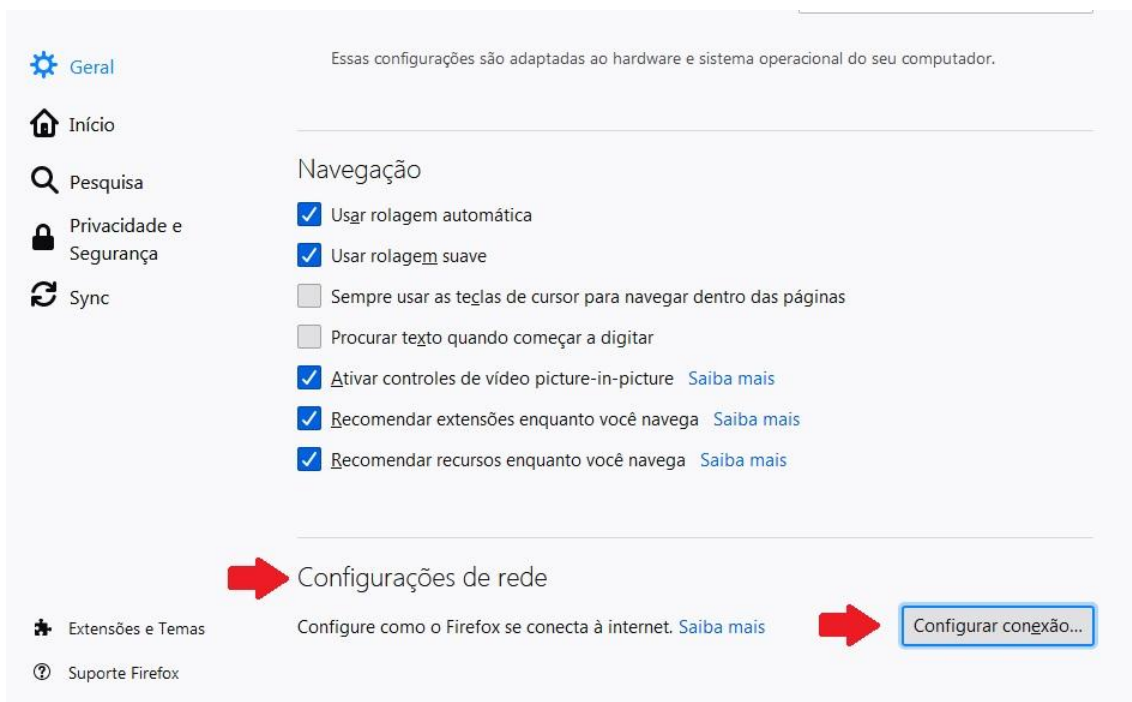 Geral
Início
Pesquisa
Privacidade e
Segurança
Sync
Extensões e Temas
Suporte Firefox
Essas configurações são adaptadas ao hardware e sistema operacional do seu computador.
Navegação
Usar rolagem automática
Usar rolagem suave
Sempre usar as teclas de cursor para navegar dentro das páginas
Procurar texto quando começar a digitar
Ativar controles de vídeo picture-in-picture Saiba mais
Recomendar extensões enquanto você navega Saiba mais
Recomendar recursos enquanto você navega Saiba mais
Configurações de rede
Configure como o Firefox se conecta à internet. Saiba mais
Configurar conexão...